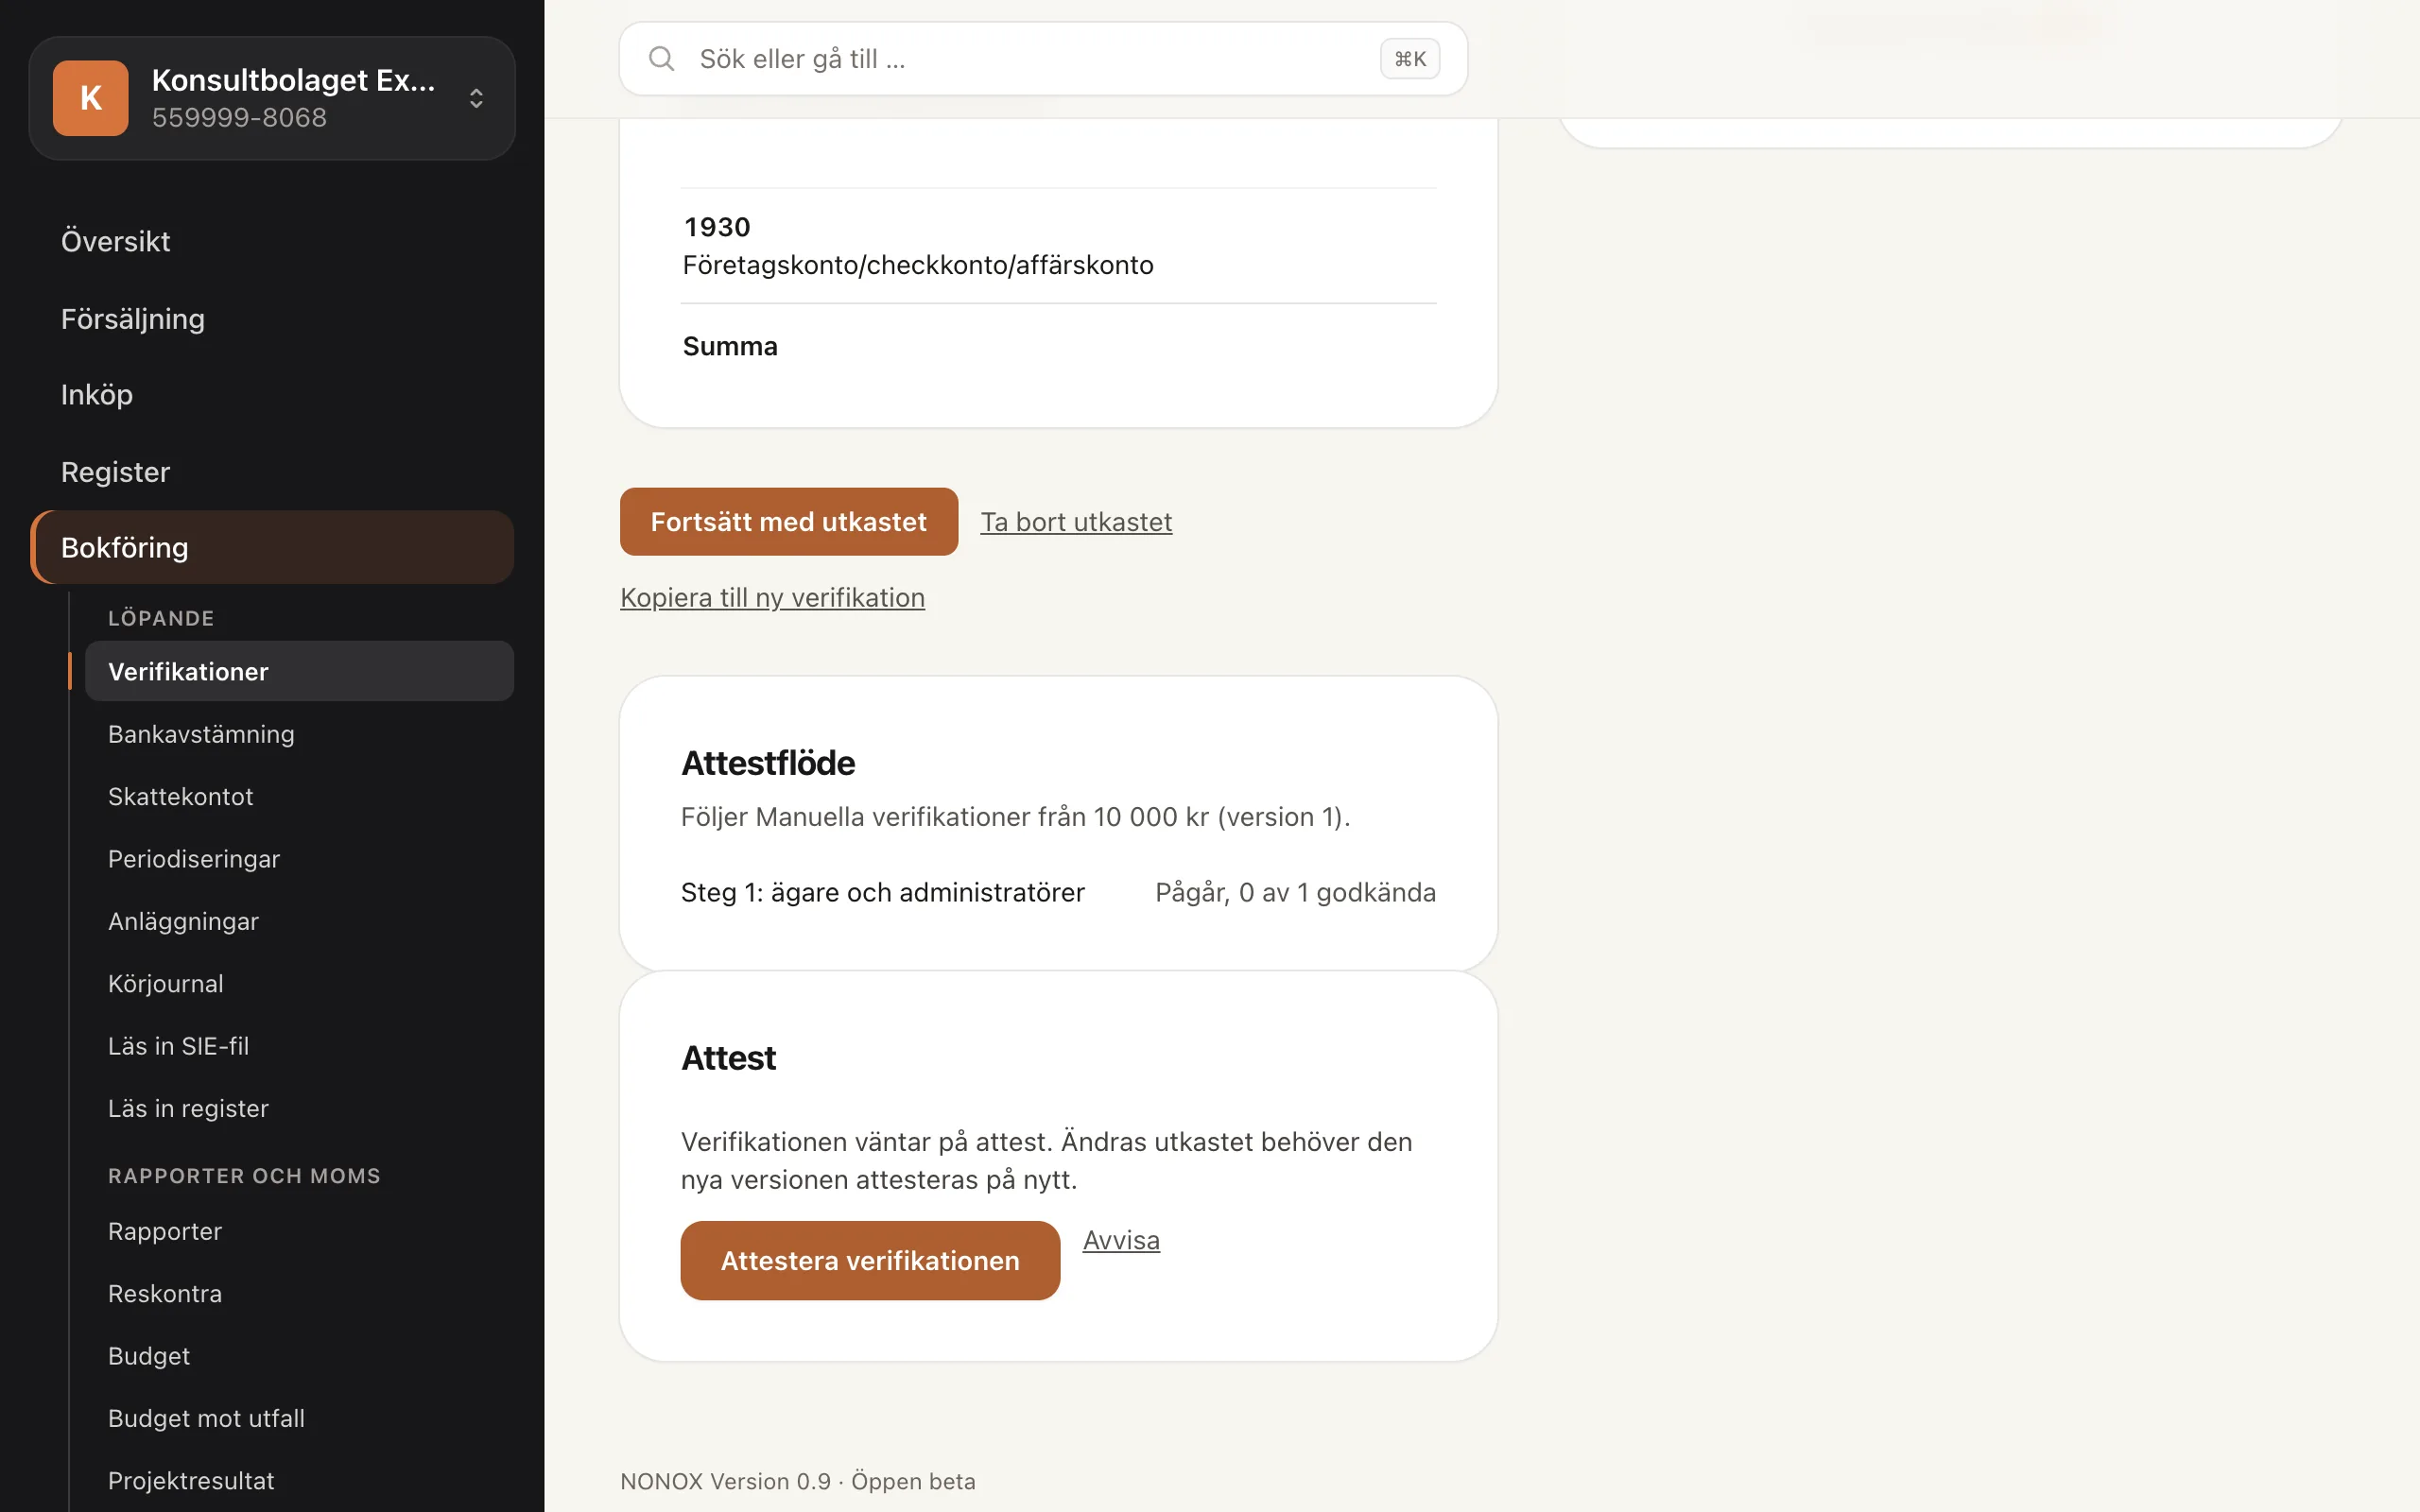 K
Konsultbolaget Ex...
559999-8068
Översikt
Försäljning
Inköp
Register
Bokföring
LÖPANDE
Verifikationer
Bankavstämning
Skattekontot
Periodiseringar
Anläggningar
Körjournal
Läs in SIE-fil
Läs in register
RAPPORTER OCH MOMS
Rapporter
Reskontra
Budget
Budget mot utfall
Projektresultat
Sök eller gå till ...
⌘K
1930
Företagskonto/checkkonto/affärskonto
Summa
Fortsätt med utkastet
Ta bort utkastet
Kopiera till ny verifikation
Attestflöde
Följer Manuella verifikationer från 10 000 kr (version 1).
Steg 1: ägare och administratörer
Pågår, 0 av 1 godkända
Attest
Verifikationen väntar på attest. Ändras utkastet behöver den
nya versionen attesteras på nytt.
Attestera verifikationen
Avvisa
NONOX Version 0.9 · Öppen beta